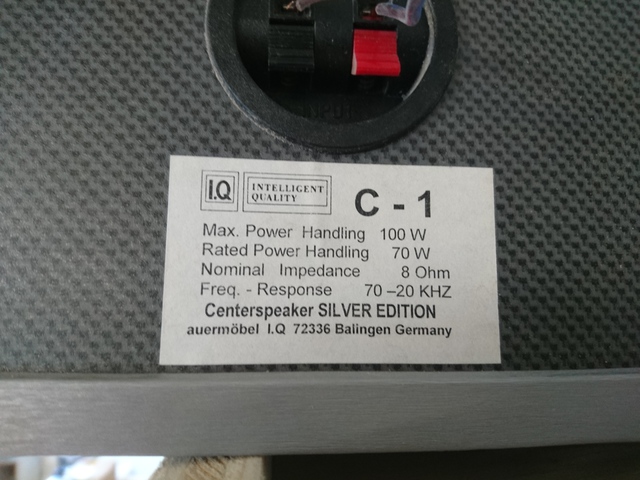 INPUT
I.Q
INTELLIGENT
QUALITY
C - 1
Max. Power Handling 100 W
Rated Power Handling 70 W
Nominal Impedance 8 Ohm
Freq. - Response 70 –20 KHZ
Centerspeaker SILVER EDITION
auermöbel I.Q 72336 Balingen Germany